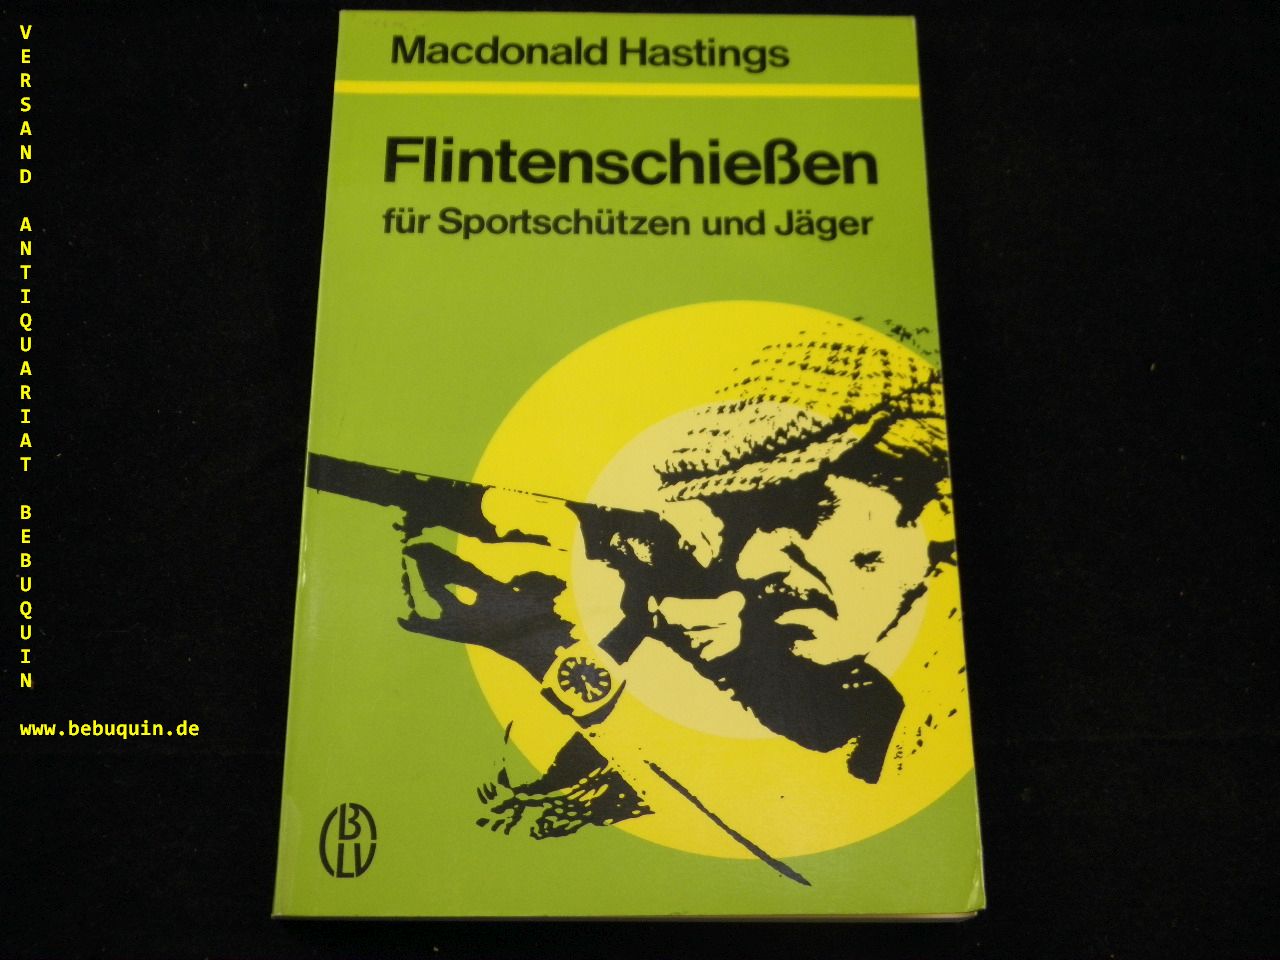 Macdonald Hastings
Flintenschießen
für Sportschützen und Jäger
BLV
VERSAND ANTIQUARIAT BEBUQUIN
www.bebuquin.de